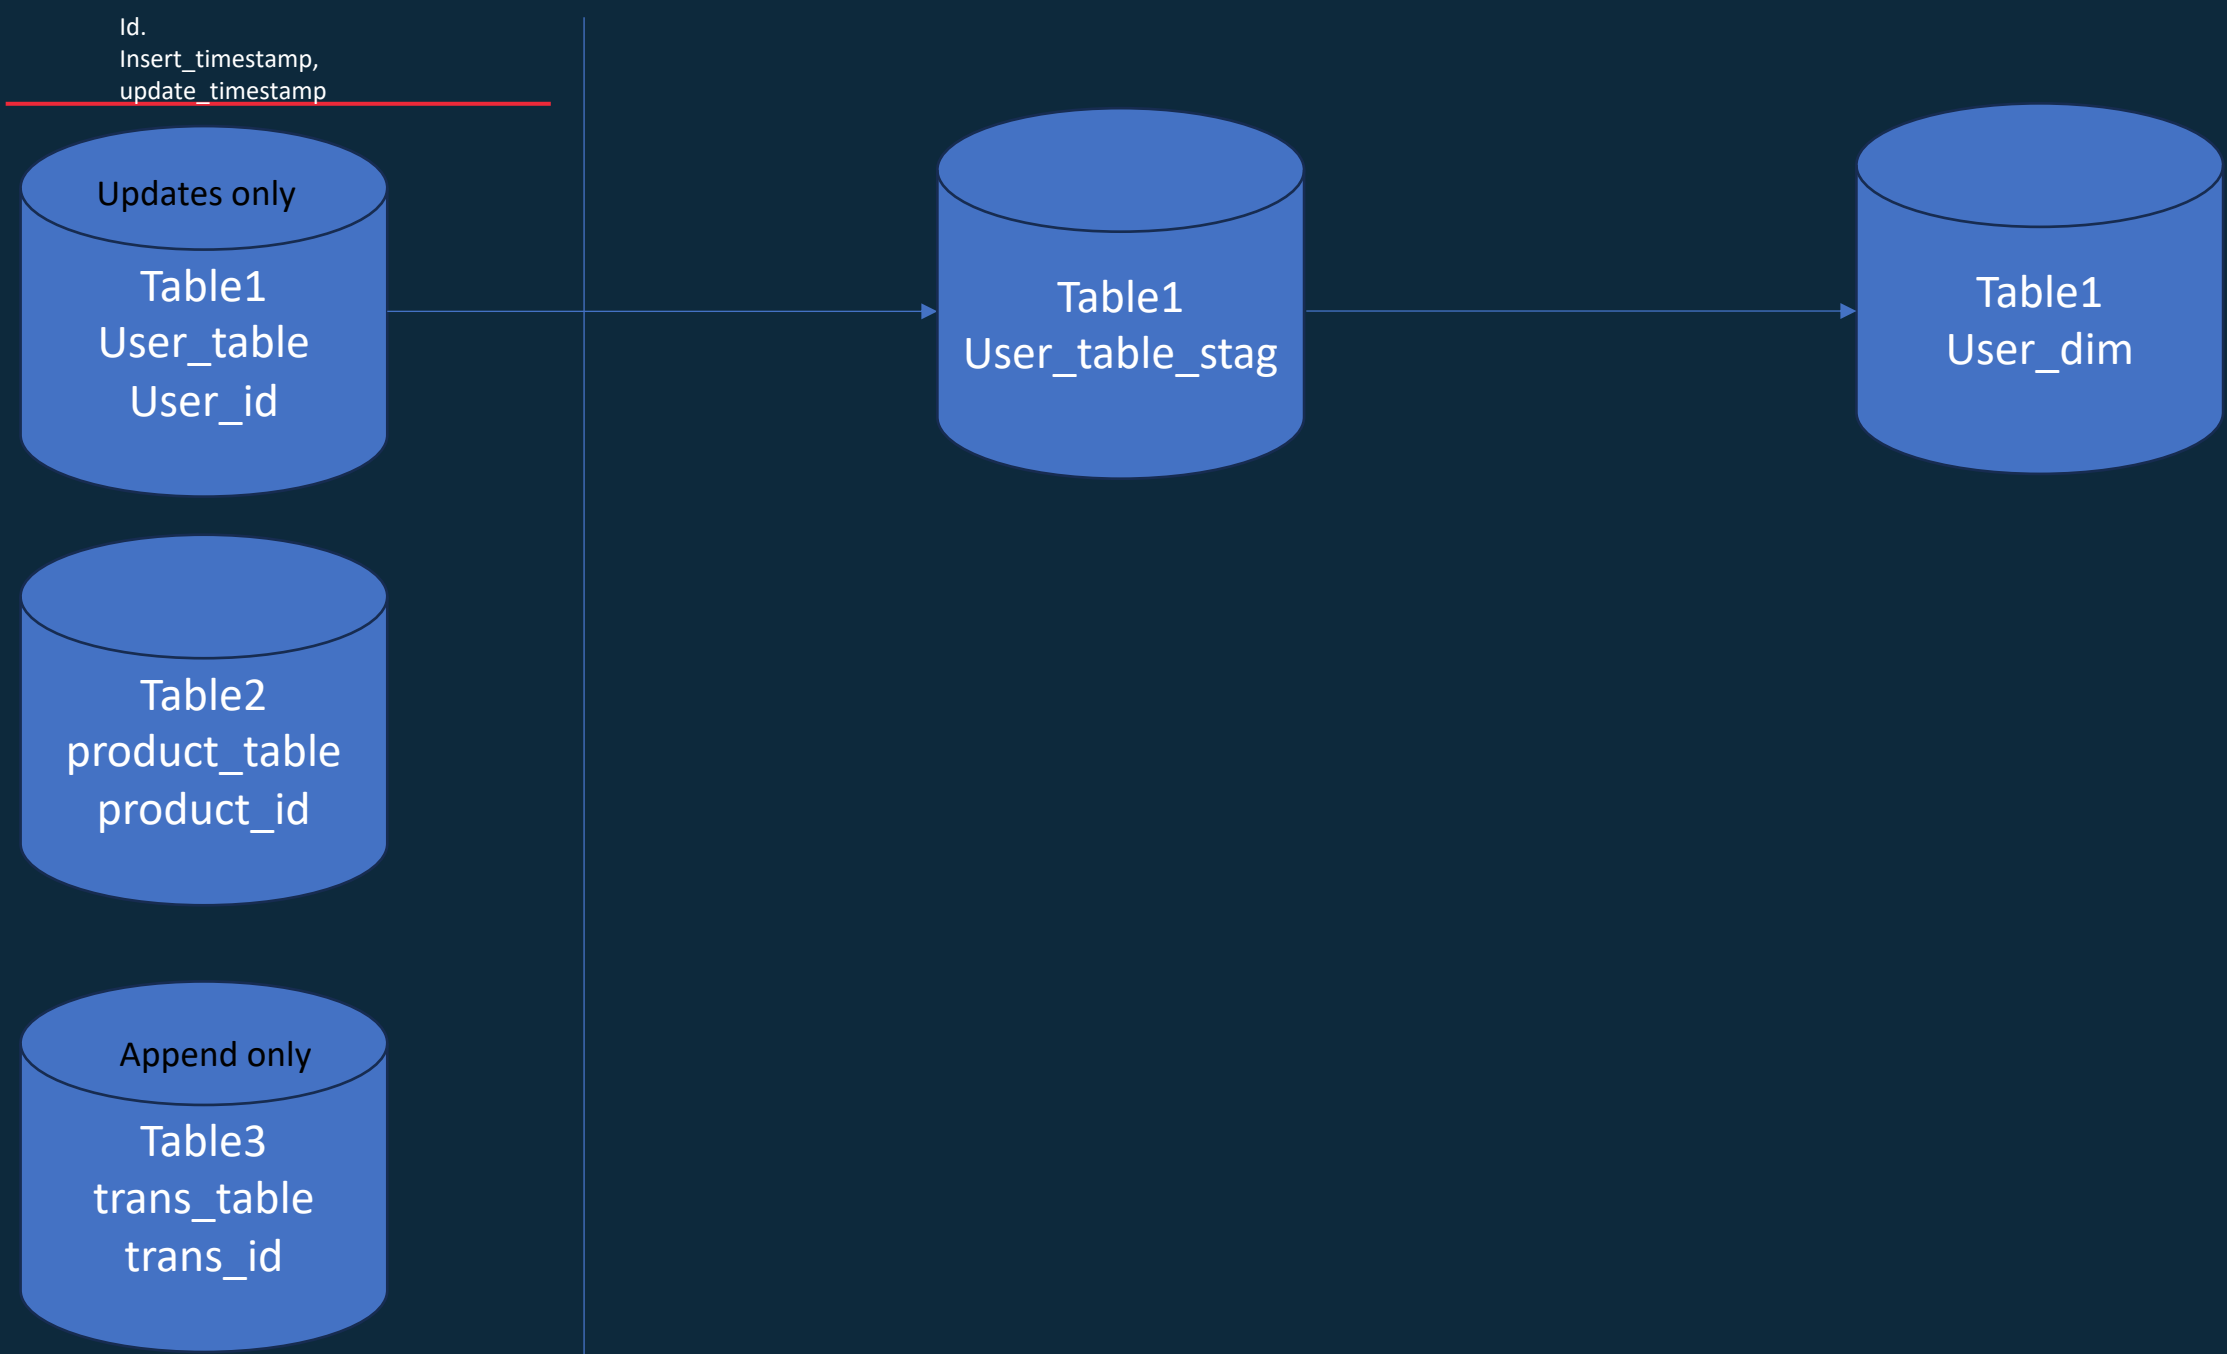 Id.
Insert_timestamp,
update_timestamp
Updates only
Table1
User_table
User_id
Table1
User_table_stag
Table1
User_dim
Table2
product_table
product_id
Append only
Table3
trans_table
trans_id